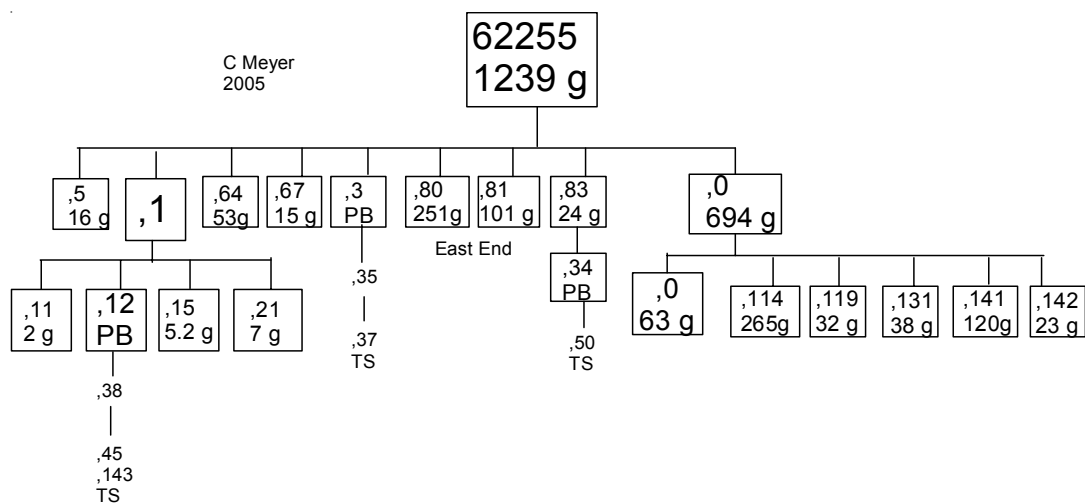 62255
1239 g
C Meyer
2005
,5
16 g
,1
,64
53g
,67
15 g
,3
PB
,80
251g
,81
101 g
,83
24 g
,0
694 g
East End
,35
,37
TS
,34
PB
,50
TS
,11
2 g
,12
PB
,15
5.2 g
,21
7 g
,38
,45
,143
TS
,0
63 g
,114
265g
,119
32 g
,131
38 g
,141
120g
,142
23 g